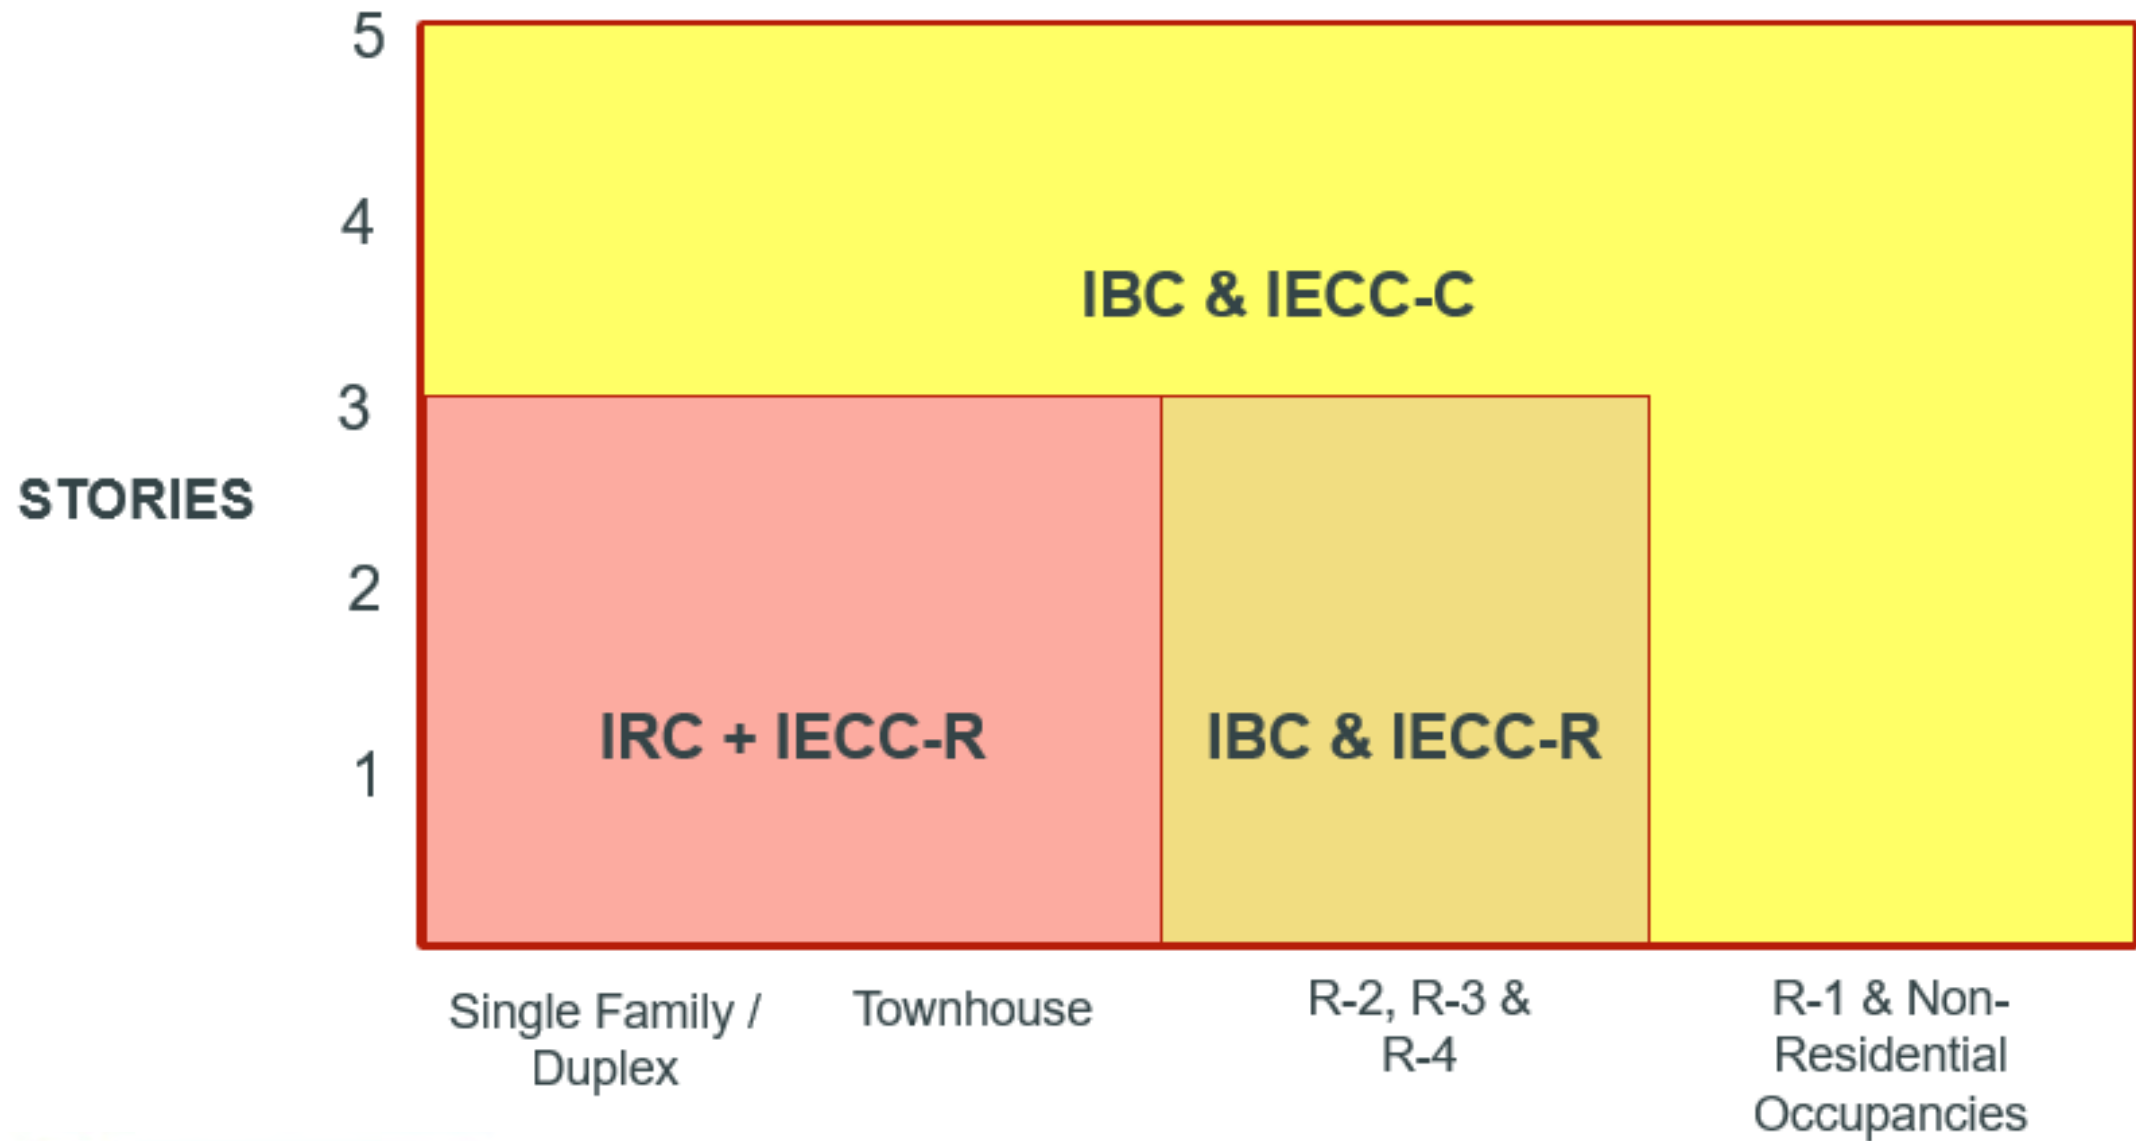 5
4
IBC & IECC-C
3
STORIES
2
IRC + IECC-R
IBC & IECC-R
1
Single Family /
Duplex
Townhouse
R-2, R-3 &
R-4
R-1 & Non-
Residential
Occupancies